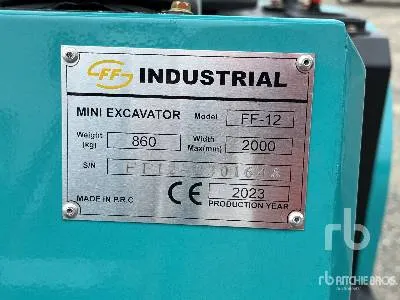 FF INDUSTRIAL
MINI EXCAVATOR Model FF-12
Weight (kg) 860 Width Max(mm) 2000
S/N
MADE IN P.R.C CE 2023
PRODUCTION YEAR
rb
RITCHIE BROS.